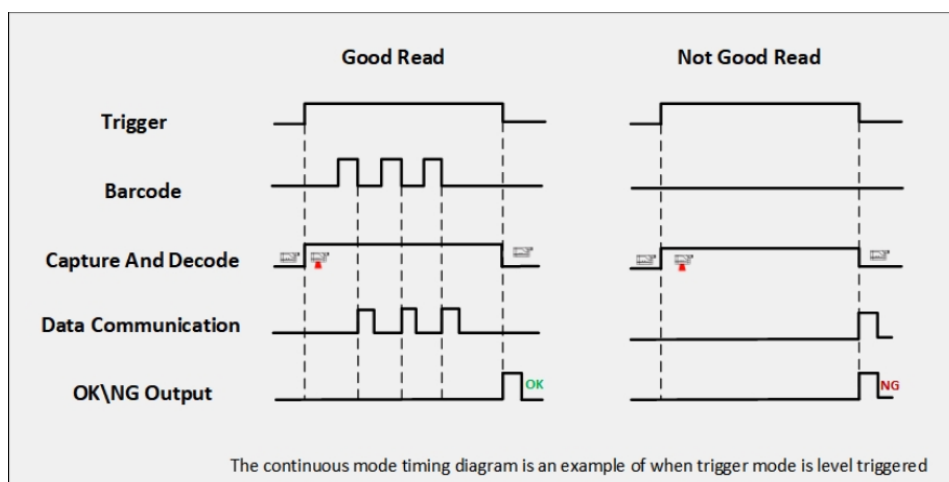 Good Read
Not Good Read
Trigger
Barcode
Capture And Decode
Data Communication
OK\NG Output
OK
NG
The continuous mode timing diagram is an example of when trigger mode is level triggered